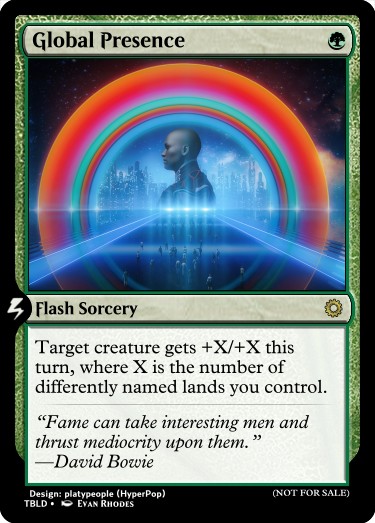 Global Presence
Flash Sorcery
Target creature gets +X/+X this
turn, where X is the number of
differently named lands you control.
“Fame can take interesting men and
thrust mediocrity upon them.”
—David Bowie
Design: platypeople (HyperPop)
TBLD • Evan Rhodes
(NOT FOR SALE)